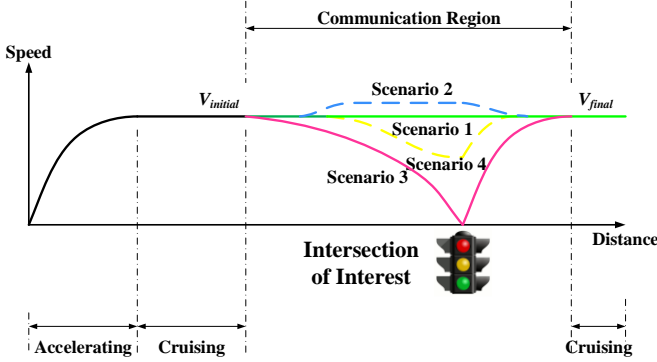 Communication Region
Speed
V_initial
Scenario 2
V_final
Scenario 1
Scenario 4
Scenario 3
Distance
Intersection
of Interest
Accelerating
Cruising
Cruising